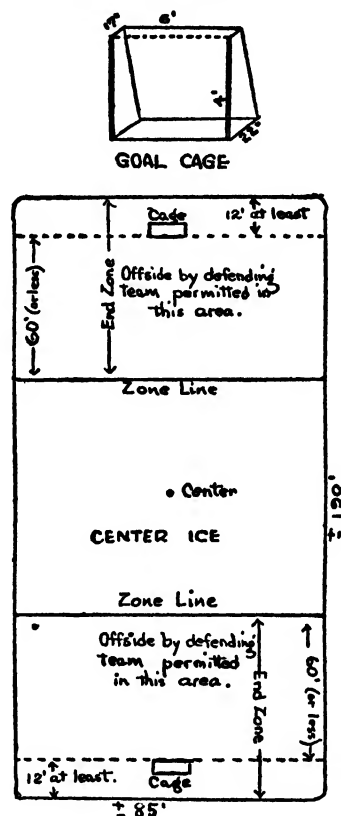 17"
6'
4'
22"
GOAL CAGE
Cage
12' at least
60' (or less)
End Zone
Offside by defending
team permitted in
this area.
Zone Line
Center
± 190'
CENTER ICE
Zone Line
Offside by defending
team permitted
in this area.
End Zone
60' (or less)
12' at least.
Cage
± 85'